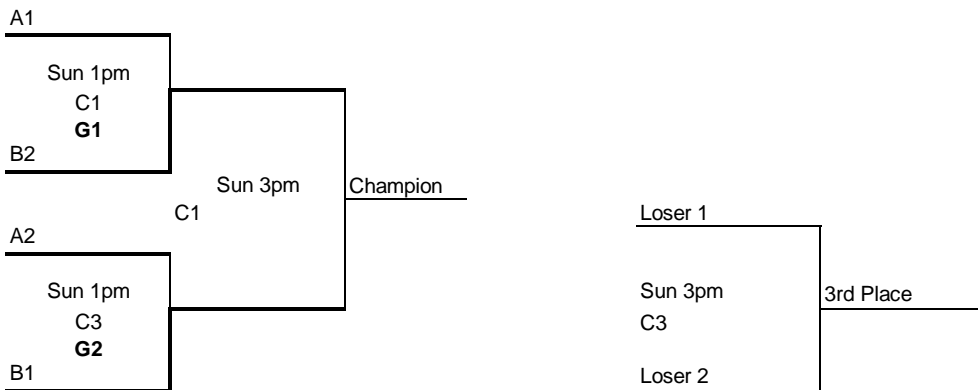 A1
Sun 1pm
C1
G1
B2
Sun 3pm
C1
Champion
A2
Sun 1pm
C3
G2
B1
Loser 1
Sun 3pm
C3
3rd Place
Loser 2